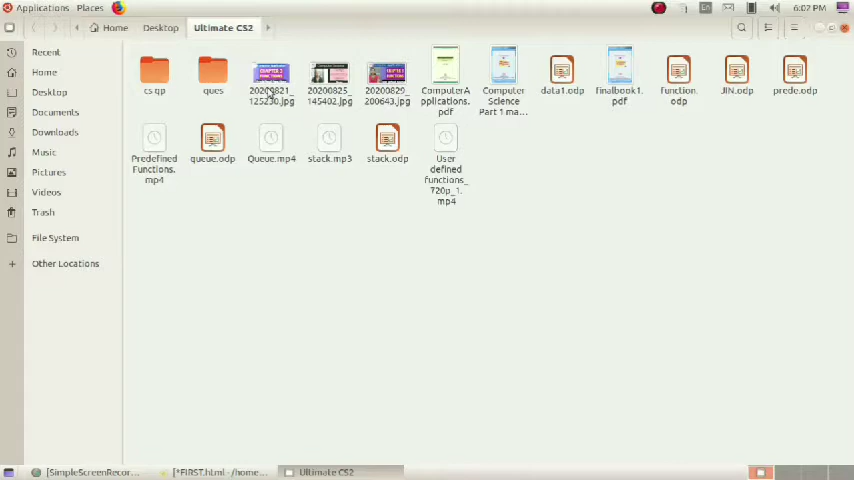 Applications Places En 6:02 PM
Home Desktop Ultimate CS2
Recent
Home
Desktop
Documents
Downloads
Music
Pictures
Videos
Trash
File System
Other Locations
cs qp
ques
20200821_
125230.jpg
20200825_
145402.jpg
20200829_
200643.jpg
ComputerA
pplications.
pdf
Computer
Science
Part 1 ma...
data1.odp
finalbook1.
pdf
function.
odp
JIN.odp
prede.odp
Predefined
Functions.
mp4
queue.odp
Queue.mp4
stack.mp3
stack.odp
User
defined
functions_
720p_1.
mp4
[SimpleScreenRecor... [*FIRST.html - /home... Ultimate CS2